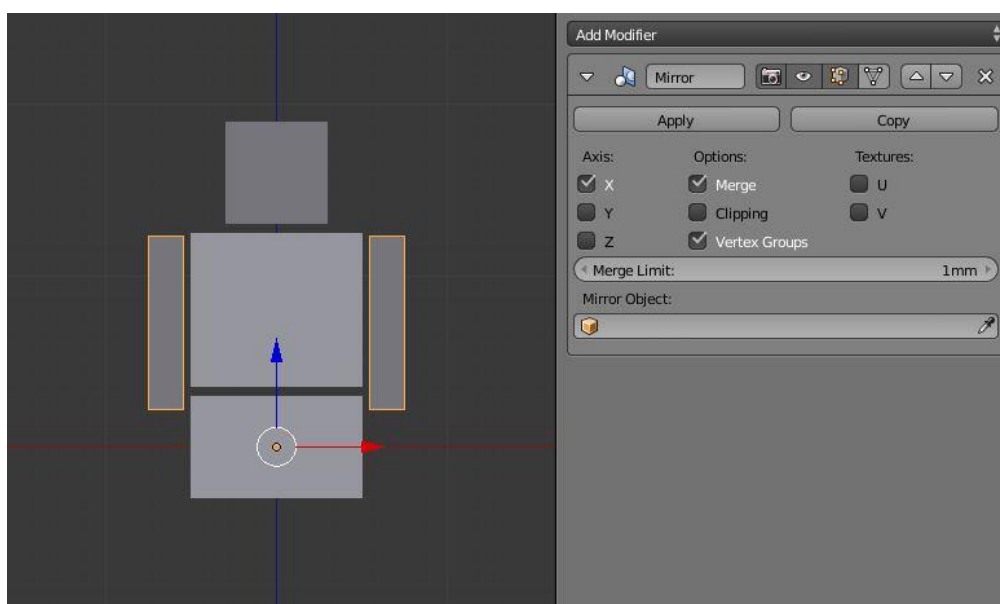 Add Modifier
Mirror
Apply Copy
Axis: Options: Textures:
X Merge U
Y Clipping V
Z Vertex Groups
Merge Limit: 1mm
Mirror Object: